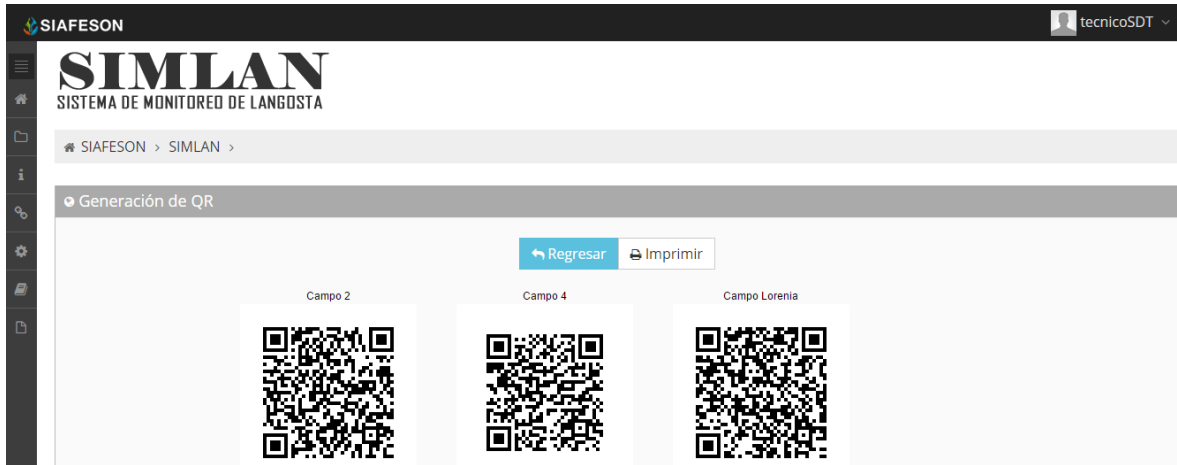 SIAFESON
tecnicoSDT
SIMLAN
SISTEMA DE MONITOREO DE LANGOSTA
SIAFESON > SIMLAN >
Generación de QR
Regresar Imprimir
Campo 2 Campo 4 Campo Lorenia